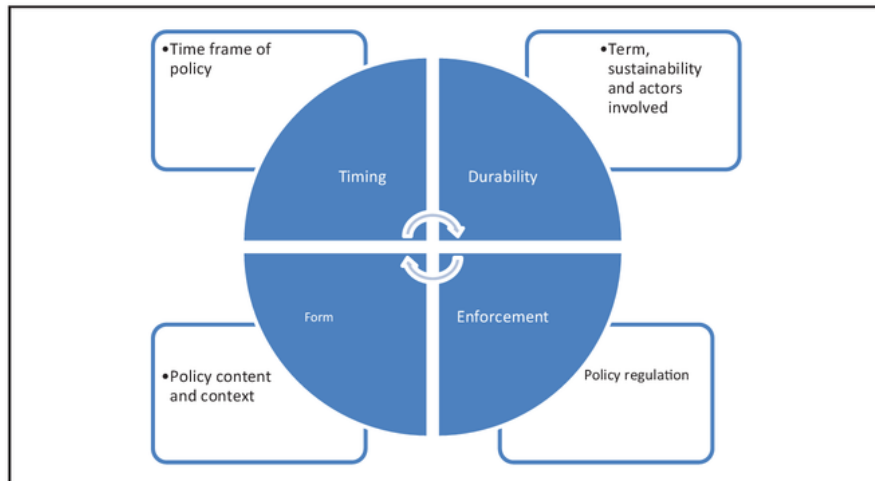 •Time frame of
policy
•Term,
sustainability
and actors
involved
Timing
Durability
Form
Enforcement
•Policy content
and context
Policy regulation